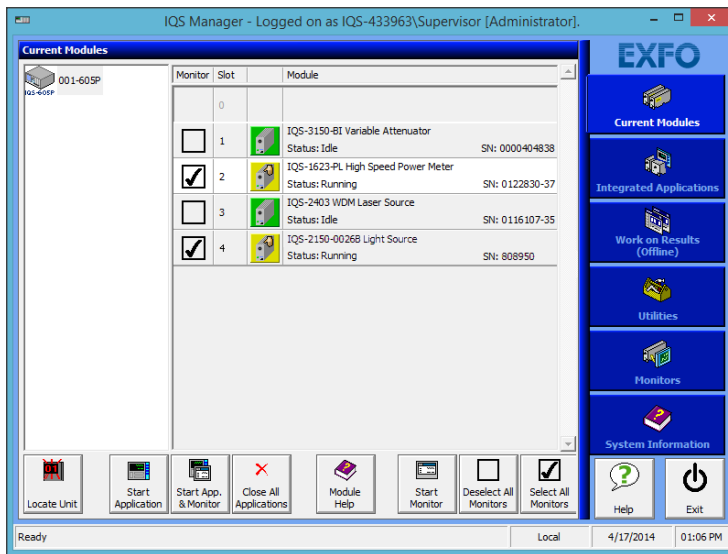 IQS Manager - Logged on as IQS-433963\Supervisor [Administrator].
Current Modules
001-605P
IQS-605P
Monitor Slot Module
0
1 IQS-3150-BI Variable Attenuator
Status: Idle SN: 0000404838
2 IQS-1623-PL High Speed Power Meter
Status: Running SN: 0122830-37
3 IQS-2403 WDM Laser Source
Status: Idle SN: 0116107-35
4 IQS-2150-0026B Light Source
Status: Running SN: 808950
EXFO
Current Modules
Integrated Applications
Work on Results
(Offline)
Utilities
Monitors
System Information
01
Locate Unit
Start
Application
Start App.
& Monitor
Close All
Applications
Module
Help
Start
Monitor
Deselect All
Monitors
Select All
Monitors
Help
Exit
Ready Local 4/17/2014 01:06 PM